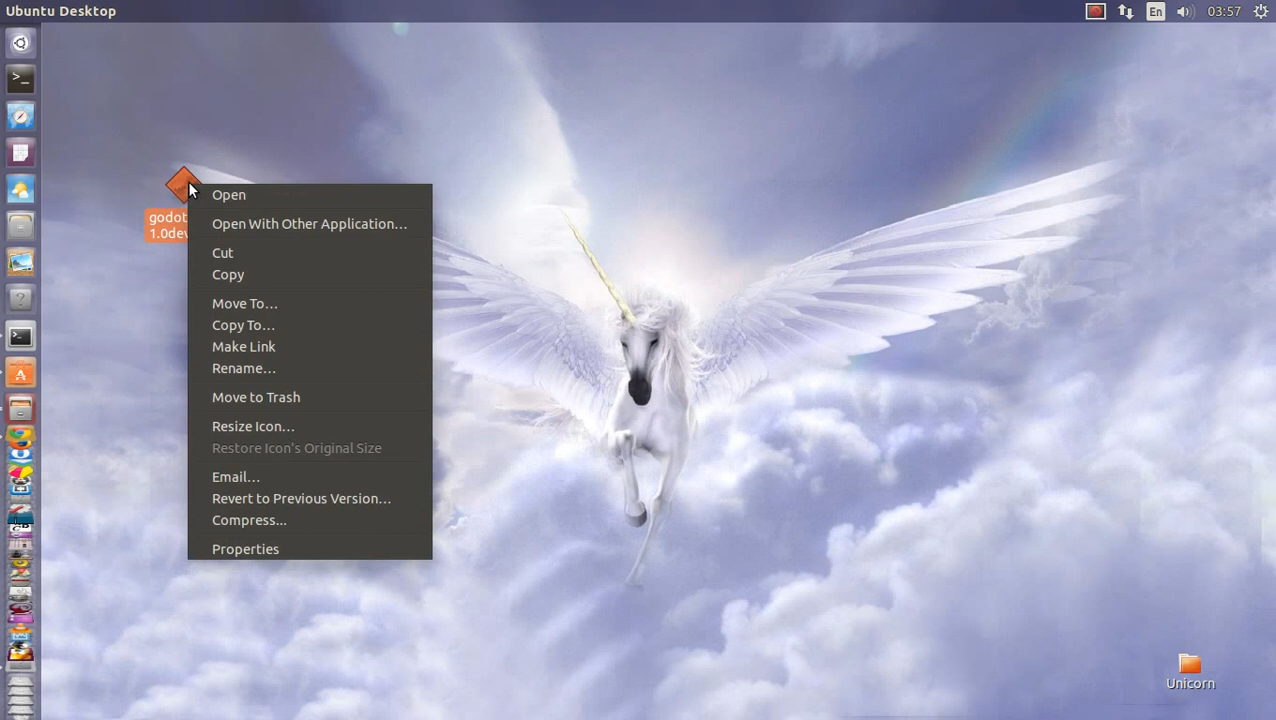 Ubuntu Desktop
En
03:57
godot
1.0dev
Open
Open With Other Application...
Cut
Copy
Move To...
Copy To...
Make Link
Rename...
Move to Trash
Resize Icon...
Restore Icon's Original Size
Email...
Revert to Previous Version...
Compress...
Properties
Unicorn